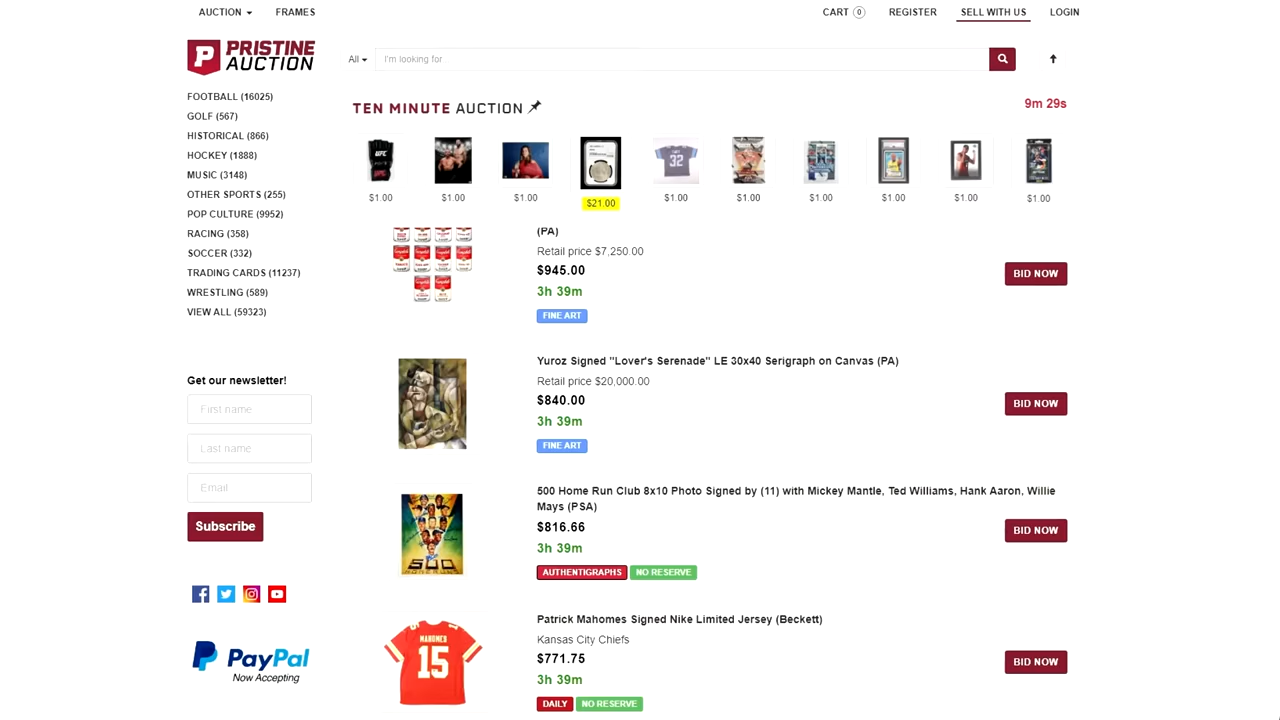 AUCTION
FRAMES
CART 0
REGISTER
SELL WITH US
LOGIN
PRISTINE
AUCTION
All
I'm looking for
FOOTBALL (16025)
GOLF (567)
HISTORICAL (866)
HOCKEY (1888)
MUSIC (3148)
OTHER SPORTS (255)
POP CULTURE (9952)
RACING (358)
SOCCER (332)
TRADING CARDS (11237)
WRESTLING (589)
VIEW ALL (59323)
Get our newsletter!
First name
Last name
Email
Subscribe
PayPal
Now Accepting
TEN MINUTE AUCTION
9m 29s
UFC
32
$1.00
$1.00
$1.00
$21.00
$1.00
$1.00
$1.00
$1.00
$1.00
$1.00
(PA)
Retail price $7,250.00
$945.00
3h 39m
FINE ART
BID NOW
Yuroz Signed "Lover's Serenade" LE 30x40 Serigraph on Canvas (PA)
Retail price $20,000.00
$840.00
3h 39m
FINE ART
BID NOW
500 Home Run Club 8x10 Photo Signed by (11) with Mickey Mantle, Ted Williams, Hank Aaron, Willie
Mays (PSA)
$816.66
3h 39m
AUTHENTIGRAPHS
NO RESERVE
BID NOW
500
MAHOMES
15
Patrick Mahomes Signed Nike Limited Jersey (Beckett)
Kansas City Chiefs
$771.75
3h 39m
DAILY
NO RESERVE
BID NOW